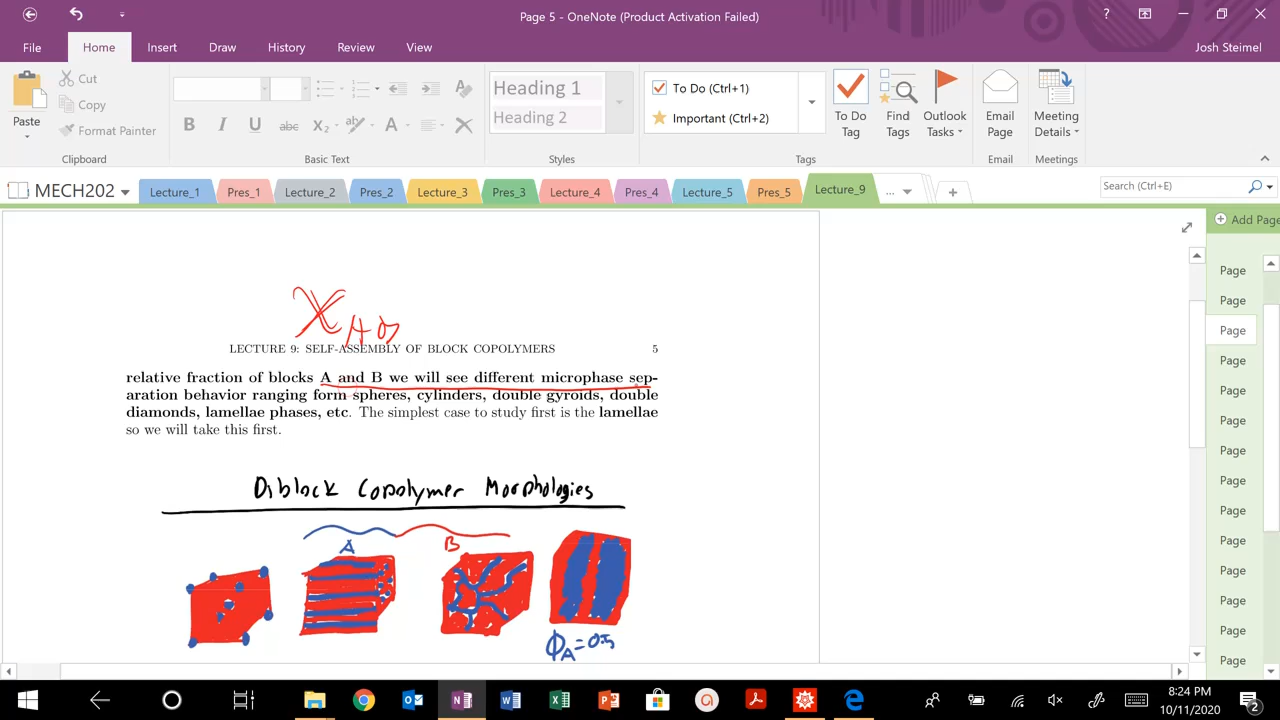 Page 5 - OneNote (Product Activation Failed)
?
File Home Insert Draw History Review View Josh Steimel
Paste
Cut
Copy
Format Painter
Clipboard
B I U abc X₂ A
Basic Text
Heading 1
Heading 2
Styles
To Do (Ctrl+1)
Important (Ctrl+2)
To Do Tag
Find Tags
Outlook Tasks
Tags
Email Page
Email
Meeting Details
Meetings
MECH202 Lecture_1 Pres_1 Lecture_2 Pres_2 Lecture_3 Pres_3 Lecture_4 Pres_4 Lecture_5 Pres_5 Lecture_9 ... Search (Ctrl+E)
Add Page
Page
Page
Page
Page
Page
Page
Page
Page
Page
Page
Page
Page
Page
Page
LECTURE 9: SELF-ASSEMBLY OF BLOCK COPOLYMERS 5
relative fraction of blocks A and B we will see different microphase sep-
aration behavior ranging form spheres, cylinders, double gyroids, double
diamonds, lamellae phases, etc. The simplest case to study first is the lamellae
so we will take this first.
Diblock Copolymer Morphologies
A B
ϕA = 0.5
8:24 PM
10/11/2020
2